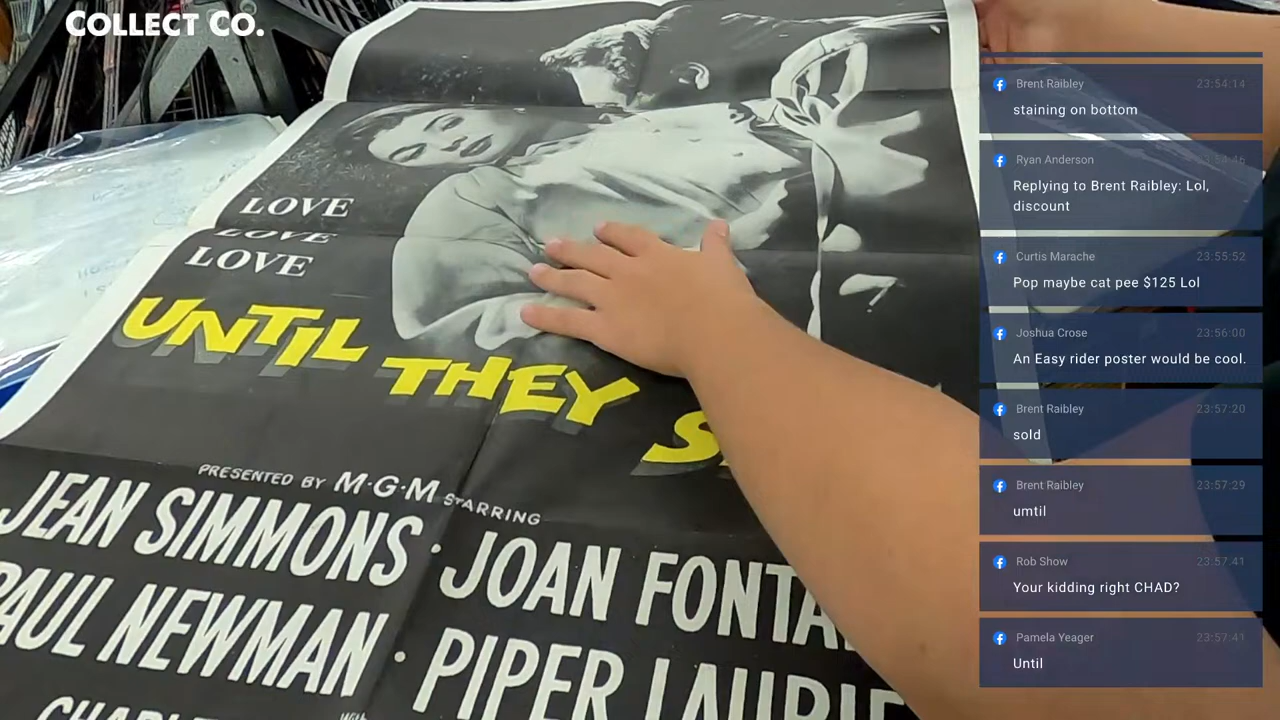 COLLECT CO.
LOVE
LOVE
LOVE
UNTIL THEY
PRESENTED BY M·G·M STARRING
JEAN SIMMONS · JOAN
PAUL NEWMAN · PIPER LAURIE
WITH
Brent Raibley 23:54:14
staining on bottom
Ryan Anderson
Replying to Brent Raibley: Lol,
discount
Curtis Marache 23:55:52
Pop maybe cat pee $125 Lol
Joshua Crose 23:56:00
An Easy rider poster would be cool.
Brent Raibley 23:57:20
sold
Brent Raibley 23:57:29
umtil
Rob Show 23:57:41
Your kidding right CHAD?
Pamela Yeager 23:57:41
Until